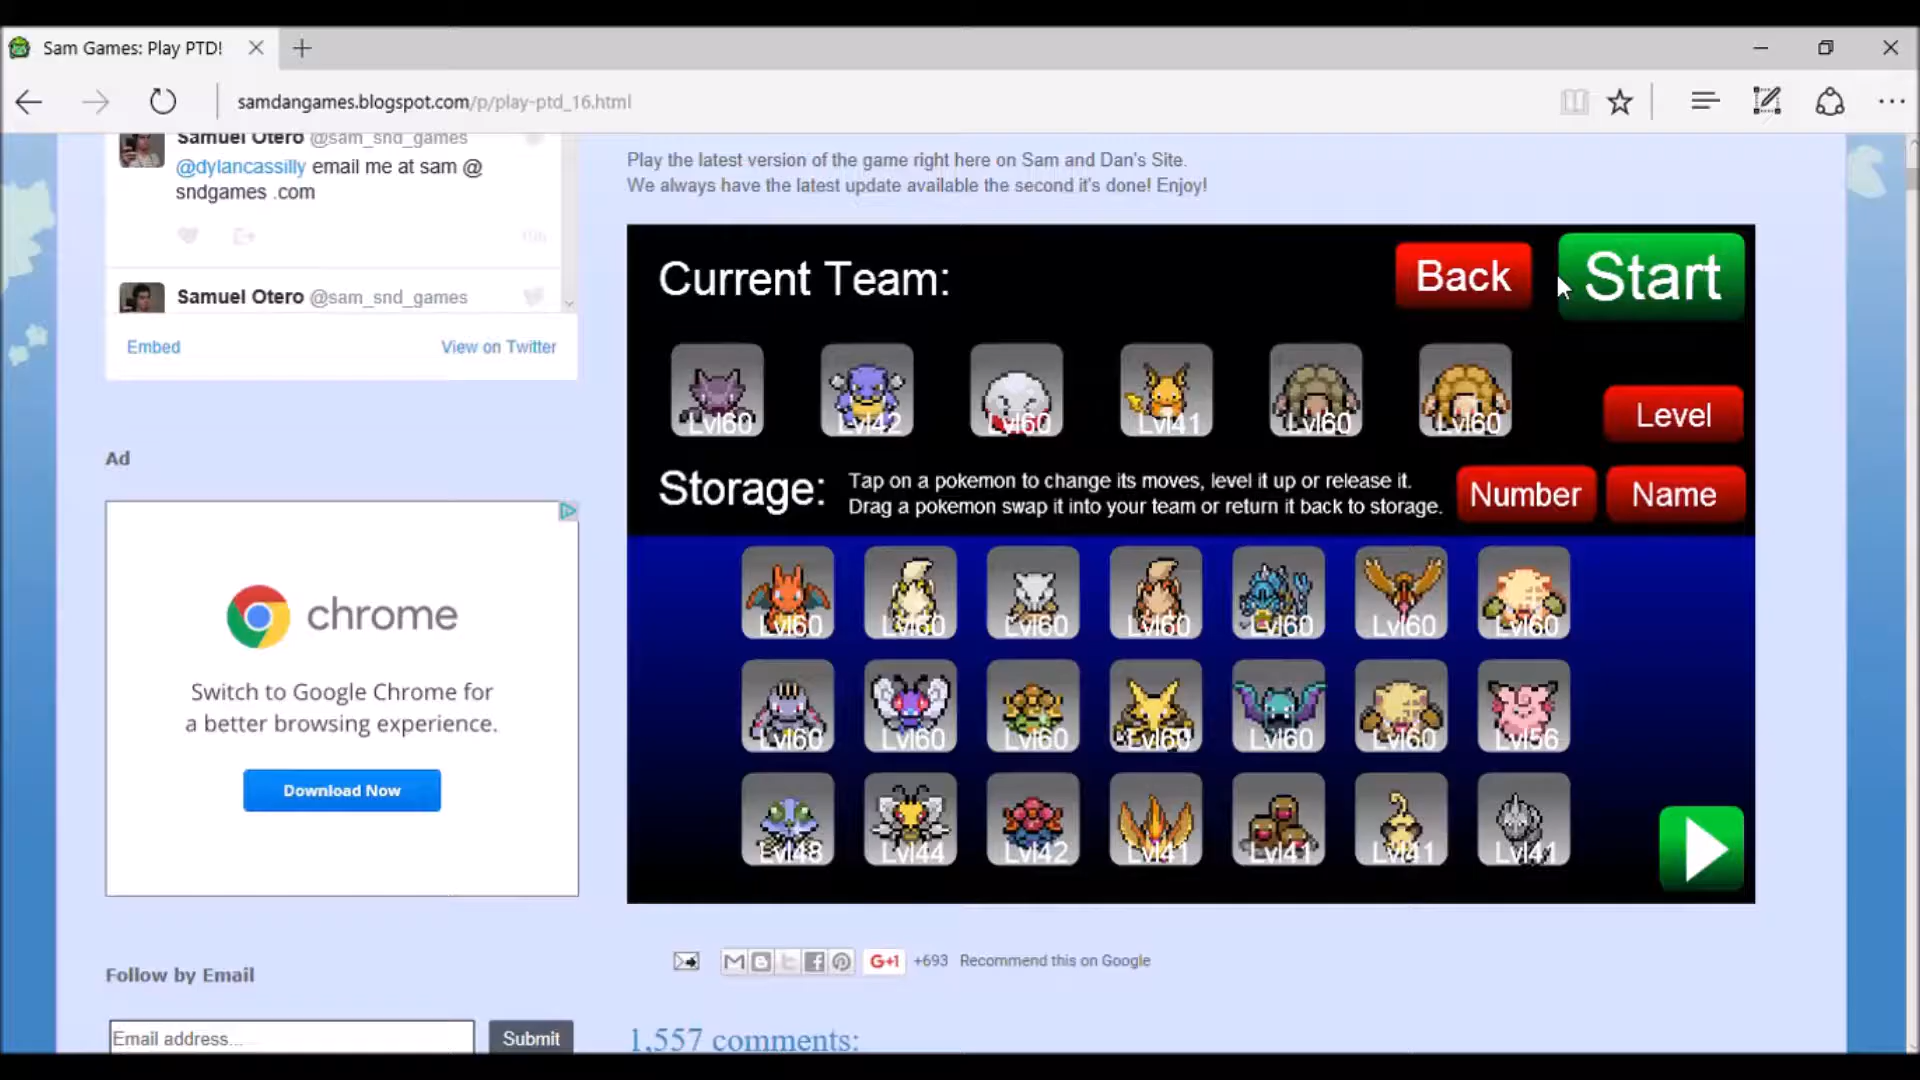 Sam Games: Play PTD!
samdangames.blogspot.com/p/play-ptd_16.html
Samuel Otero @sam_snd_games
@dylancassilly email me at sam @
sndgames .com
Samuel Otero @sam_snd_games
Embed
View on Twitter
Ad
chrome
Switch to Google Chrome for
a better browsing experience.
Download Now
Follow by Email
Email address...
Submit
Play the latest version of the game right here on Sam and Dan's Site.
We always have the latest update available the second it's done! Enjoy!
Current Team:
Back
Start
Lvl60 Lvl42 Lvl60 Lvl41 Lvl60 Lvl60
Level
Storage:
Tap on a pokemon to change its moves, level it up or release it.
Drag a pokemon swap it into your team or return it back to storage.
Number
Name
Lvl60 Lvl60 Lvl60 Lvl60 Lvl60 Lvl60 Lvl60
Lvl60 Lvl60 Lvl60 Lvl60 Lvl60 Lvl60 Lvl56
Lvl48 Lvl44 Lvl42 Lvl41 Lvl41 Lvl41 Lvl41
G+1 +693 Recommend this on Google
1,557 comments: